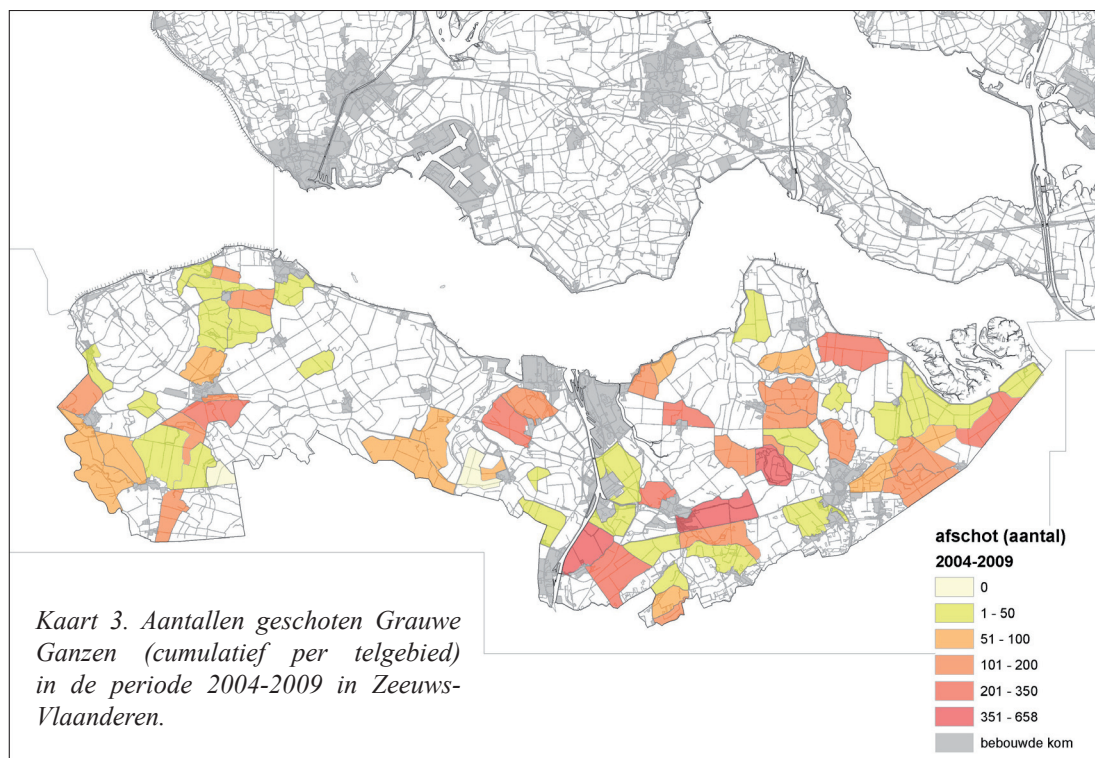 Kaart 3. Aantallen geschoten Grauwe
Ganzen (cumulatief per telgebied)
in de periode 2004-2009 in Zeeuws-
Vlaanderen.
afschot (aantal)
2004-2009
0
1 - 50
51 - 100
101 - 200
201 - 350
351 - 658
bebouwde kom